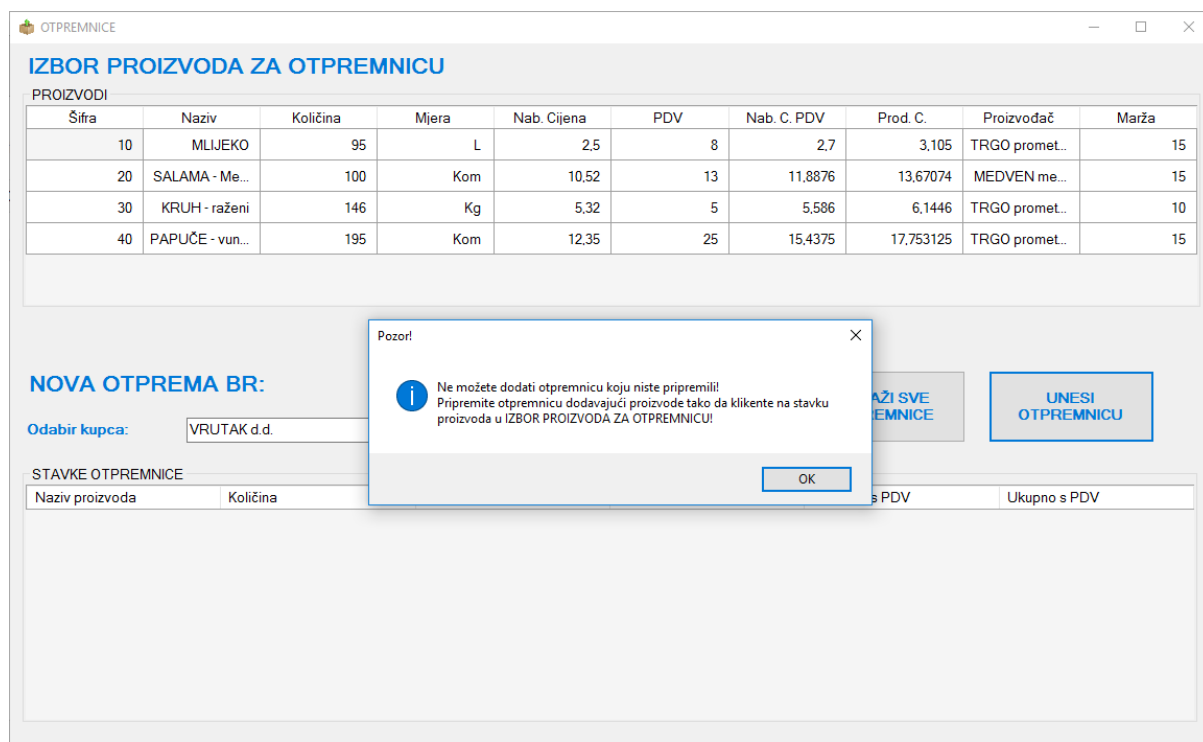 OTPREMNICE
IZBOR PROIZVODA ZA OTPREMNICU
PROIZVODI
Šifra Naziv Količina Mjera Nab. Cijena PDV Nab. C. PDV Prod. C. Proizvođač Marža
10 MLIJEKO 95 L 2,5 8 2,7 3,105 TRGO promet... 15
20 SALAMA - Me... 100 Kom 10,52 13 11,8876 13,67074 MEDVEN me... 15
30 KRUH - raženi 146 Kg 5,32 5 5,586 6,1446 TRGO promet... 10
40 PAPUČE - vun... 195 Kom 12,35 25 15,4375 17,753125 TRGO promet... 15
Pozor!
Ne možete dodati otpremnicu koju niste pripremili!
Pripremite otpremnicu dodavajući proizvode tako da klikente na stavku
proizvoda u IZBOR PROIZVODA ZA OTPREMNICU!
OK
NOVA OTPREMA BR:
Odabir kupca: VRUTAK d.d.
AŽI SVE
EMNICE
UNESI
OTPREMNICU
STAVKE OTPREMNICE
Naziv proizvoda Količina s PDV Ukupno s PDV